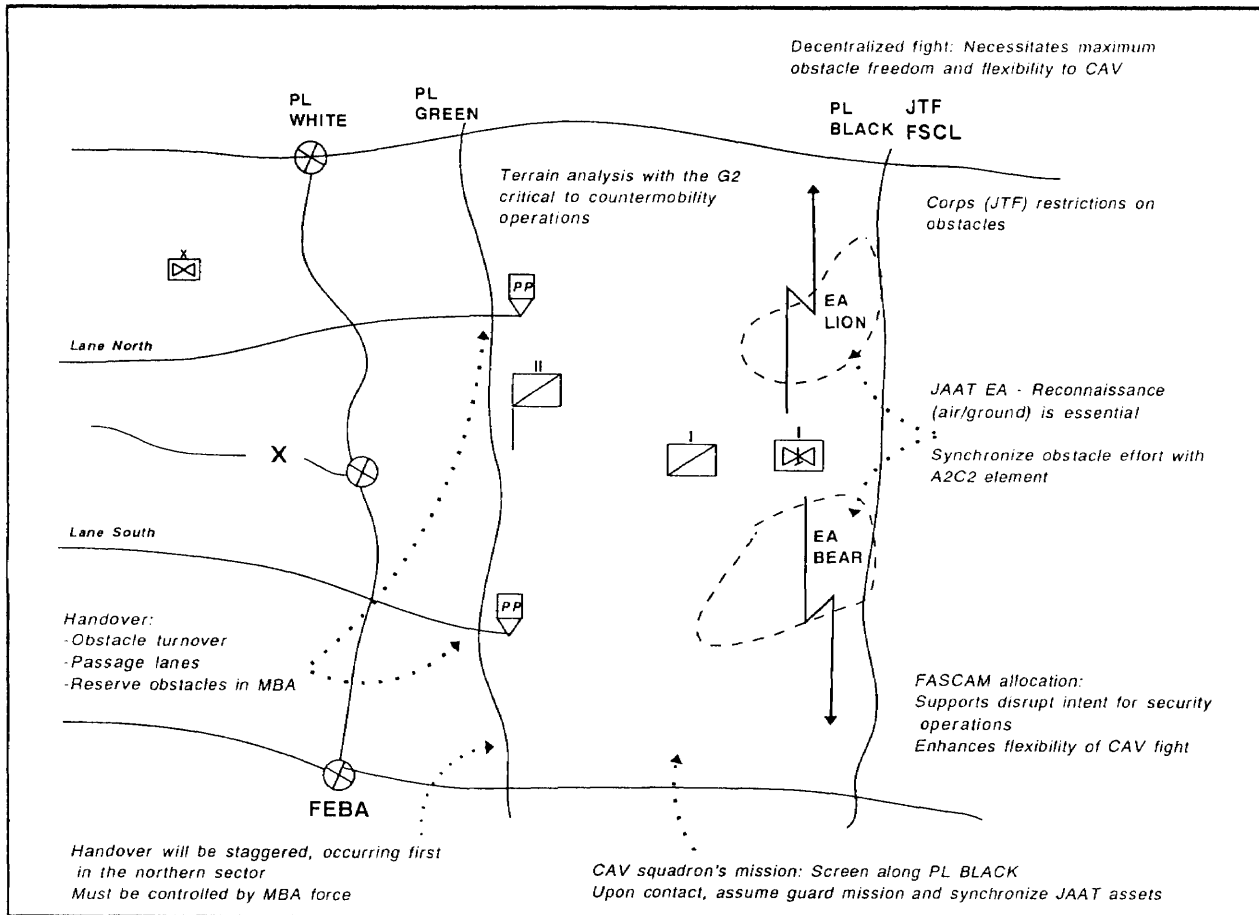 Decentralized fight: Necessitates maximum
obstacle freedom and flexibility to CAV
PL
WHITE
PL
GREEN
PL
BLACK
JTF
FSCL
Terrain analysis with the G2
critical to countermobility
operations
Corps (JTF) restrictions on
obstacles
X
PP
EA
LION
Lane North
II
JAAT EA - Reconnaissance
(air/ground) is essential
Synchronize obstacle effort with
A2C2 element
I
I
X
Lane South
EA
BEAR
PP
Handover:
-Obstacle turnover
-Passage lanes
-Reserve obstacles in MBA
FASCAM allocation:
Supports disrupt intent for security
operations
Enhances flexibility of CAV fight
FEBA
Handover will be staggered, occurring first
in the northern sector
Must be controlled by MBA force
CAV squadron's mission: Screen along PL BLACK
Upon contact, assume guard mission and synchronize JAAT assets